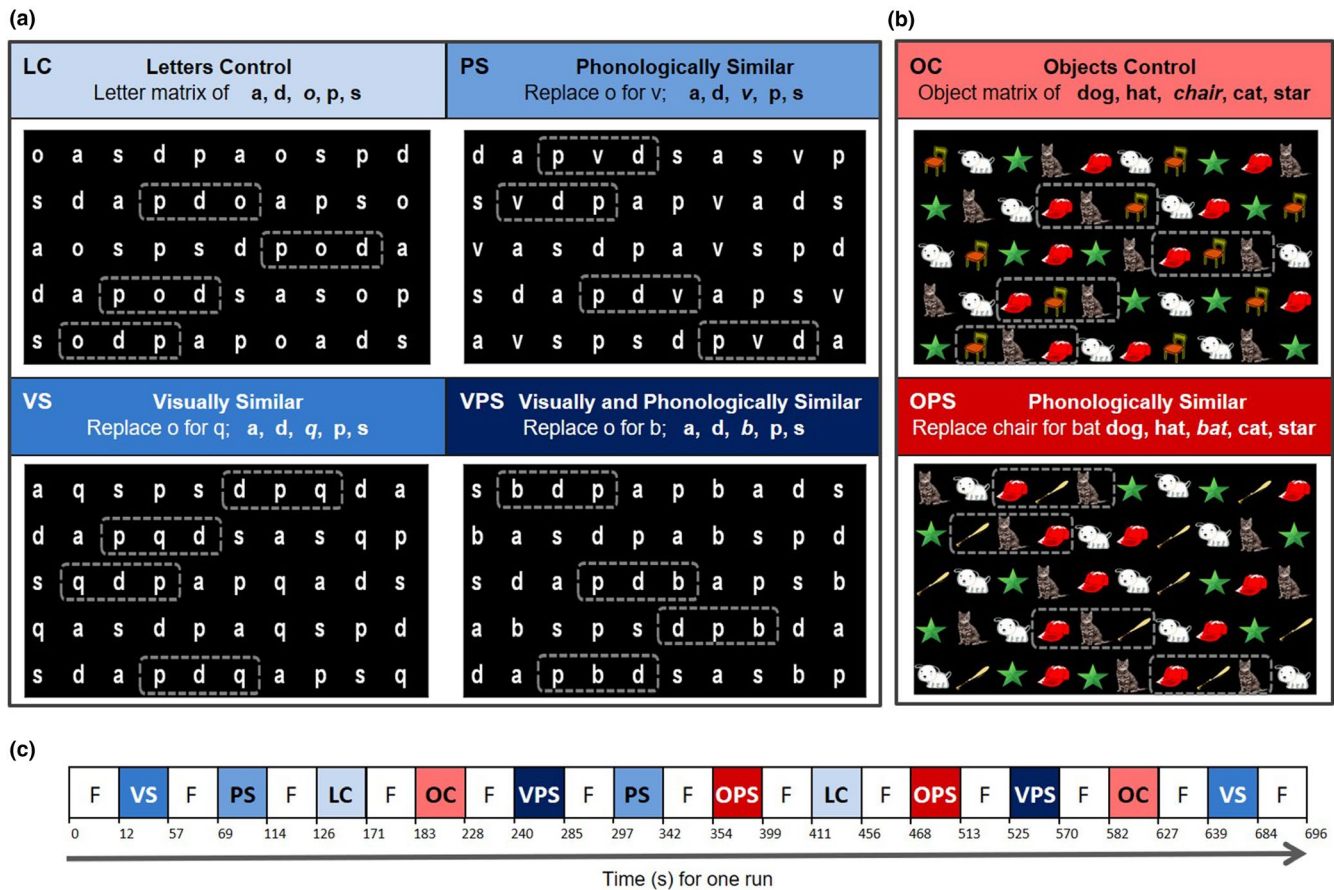 (a)
LC Letters Control
Letter matrix of a, d, o, p, s
o a s d p a o s p d
s d a p d o a p s o
a o s p s d p o d a
d a p o d s a s o p
s o d p a p o a d s
PS Phonologically Similar
Replace o for v; a, d, v, p, s
d a p v d s a s v p
s v d p a p v a d s
v a s d p a v s p d
s d a p d v a p s v
a v s p s d p v d a
VS Visually Similar
Replace o for q; a, d, q, p, s
a q s p s d p q d a
d a p q d s a s q p
s q d p a p q a d s
q a s d p a q s p d
s d a p d q a p s q
VPS Visually and Phonologically Similar
Replace o for b; a, d, b, p, s
s b d p a p b a d s
b a s d p a b s p d
s d a p d b a p s b
a b s p s d p b d a
d a p b d s a s b p
(b)
OC Objects Control
Object matrix of dog, hat, chair, cat, star
OPS Phonologically Similar
Replace chair for bat dog, hat, bat, cat, star
(c)
F VS F PS F LC F OC F VPS F PS F OPS F LC F OPS F VPS F OC F VS F
0 12 57 69 114 126 171 183 228 240 285 297 342 354 399 411 456 468 513 525 570 582 627 639 684 696
Time (s) for one run